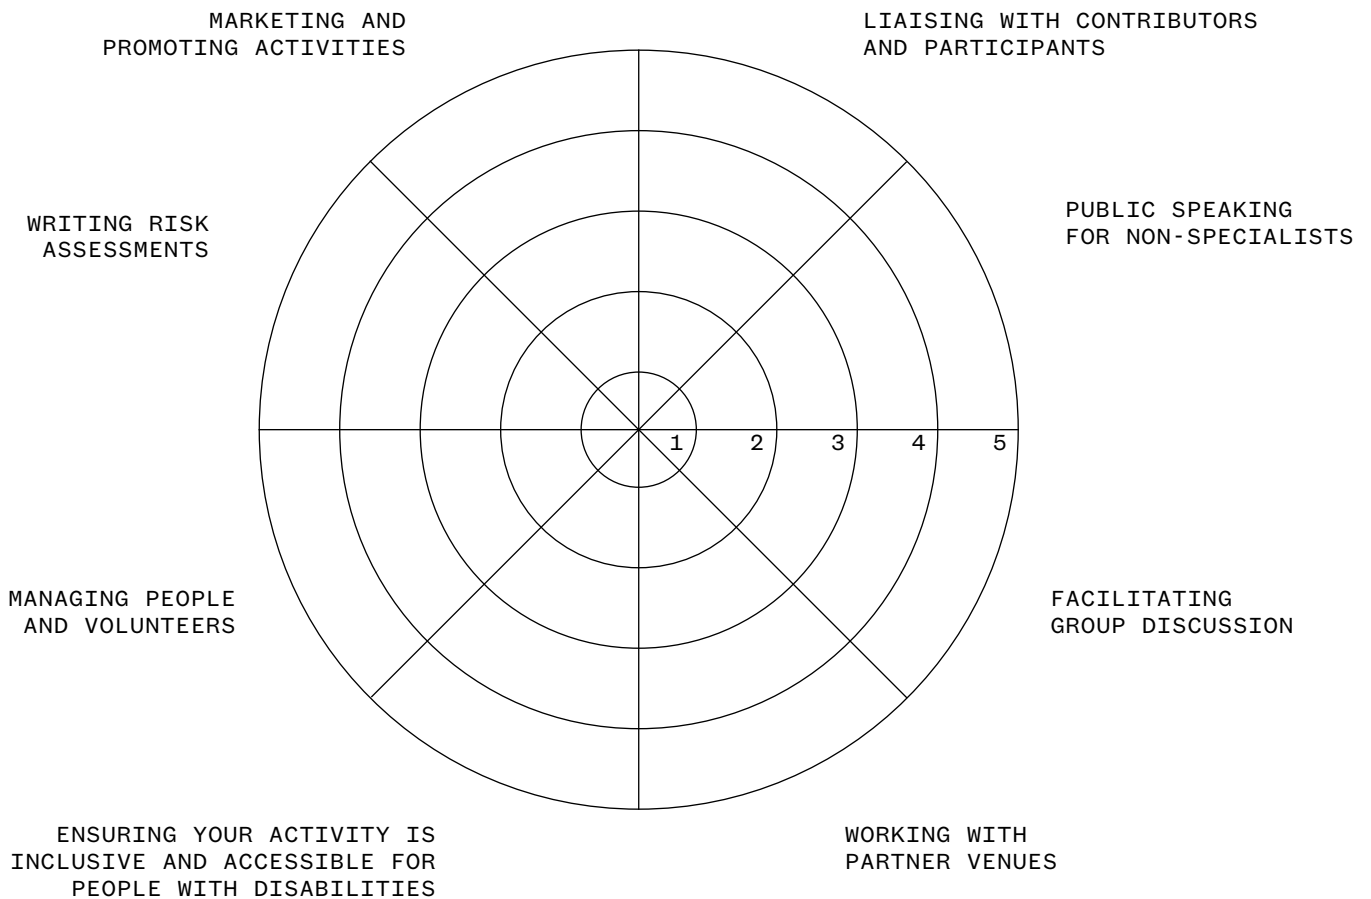 MARKETING AND
PROMOTING ACTIVITIES
LIAISING WITH CONTRIBUTORS
AND PARTICIPANTS
WRITING RISK
ASSESSMENTS
PUBLIC SPEAKING
FOR NON-SPECIALISTS
1 2 3 4 5
MANAGING PEOPLE
AND VOLUNTEERS
FACILITATING
GROUP DISCUSSION
ENSURING YOUR ACTIVITY IS
INCLUSIVE AND ACCESSIBLE FOR
PEOPLE WITH DISABILITIES
WORKING WITH
PARTNER VENUES